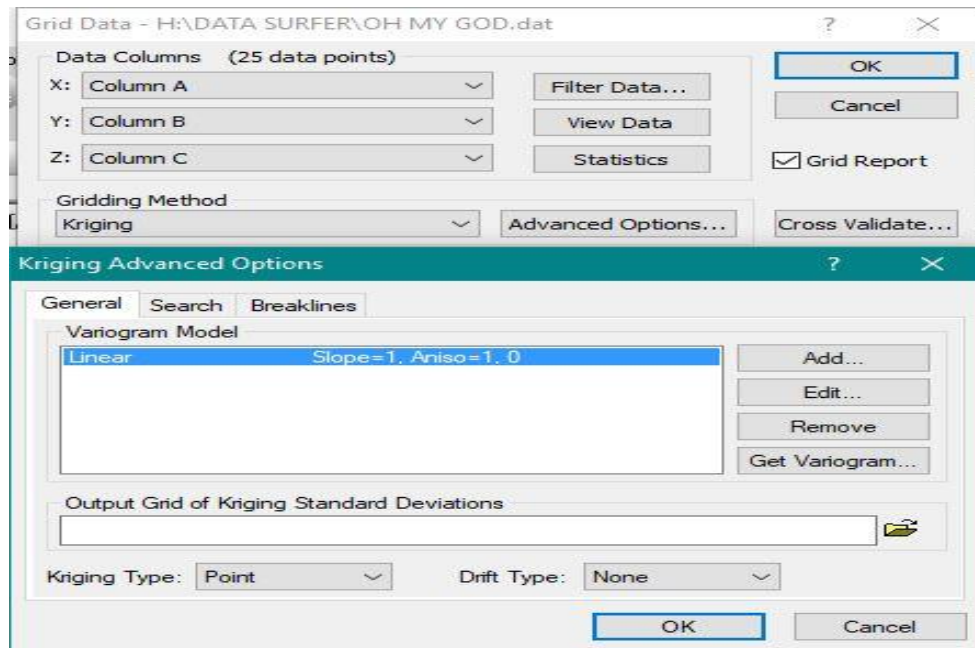 Grid Data - H:\DATA SURFER\OH MY GOD.dat ?
Data Columns (25 data points)
OK
X: Column A
Filter Data...
Cancel
Y: Column B
View Data
Z: Column C
Statistics
Grid Report
Gridding Method
Kriging
Advanced Options...
Cross Validate...
Kriging Advanced Options ?
General Search Breaklines
Variogram Model
Linear Slope=1, Aniso=1, 0
Add...
Edit...
Remove
Get Variogram...
Output Grid of Kriging Standard Deviations
Kriging Type: Point
Drift Type: None
OK
Cancel